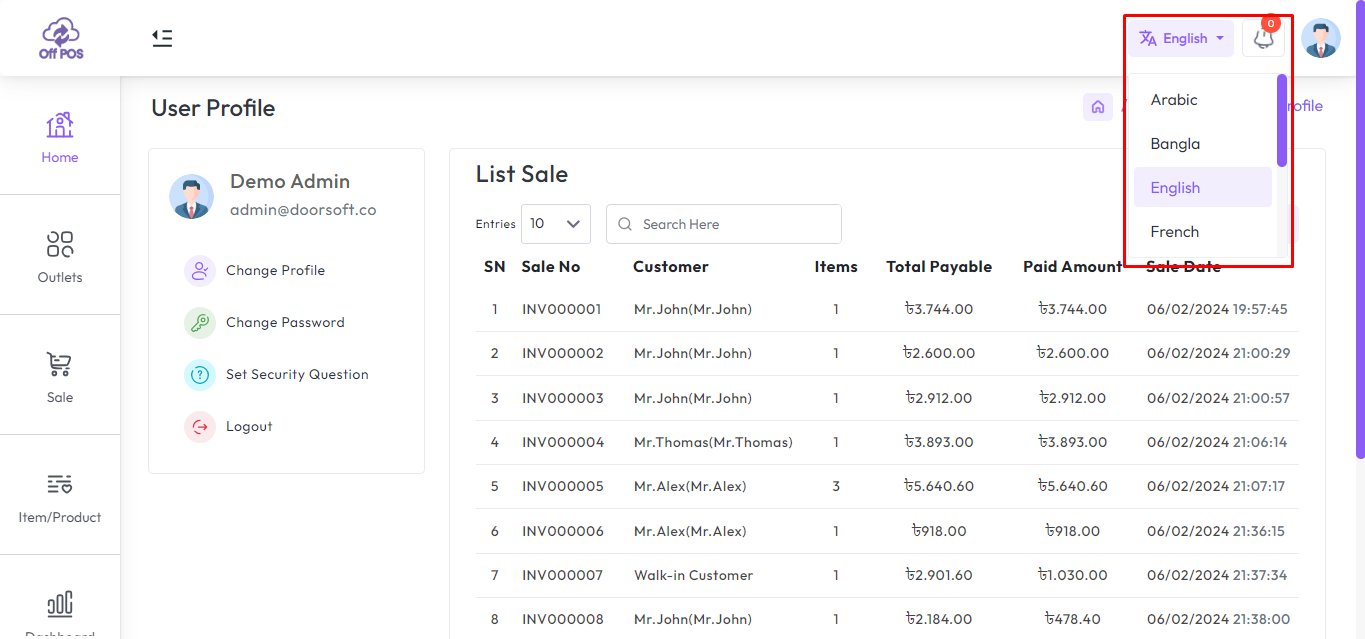 Off POS
English
0
User Profile
rofile
Arabic
Bangla
English
French
Home
Outlets
Sale
Item/Product
Dashboard
Demo Admin
admin@doorsoft.co
Change Profile
Change Password
Set Security Question
Logout
List Sale
Entries 10 Search Here
SN Sale No Customer Items Total Payable Paid Amount Sale Date
1 INV000001 Mr.John(Mr.John) 1 ৳3.744.00 ৳3.744.00 06/02/2024 19:57:45
2 INV000002 Mr.John(Mr.John) 1 ৳2.600.00 ৳2.600.00 06/02/2024 21:00:29
3 INV000003 Mr.John(Mr.John) 1 ৳2.912.00 ৳2.912.00 06/02/2024 21:00:57
4 INV000004 Mr.Thomas(Mr.Thomas) 1 ৳3.893.00 ৳3.893.00 06/02/2024 21:06:14
5 INV000005 Mr.Alex(Mr.Alex) 3 ৳5.640.60 ৳5.640.60 06/02/2024 21:07:17
6 INV000006 Mr.Alex(Mr.Alex) 1 ৳918.00 ৳918.00 06/02/2024 21:36:15
7 INV000007 Walk-in Customer 1 ৳2.901.60 ৳1.030.00 06/02/2024 21:37:34
8 INV000008 Mr.John(Mr.John) 1 ৳2.184.00 ৳478.40 06/02/2024 21:38:00